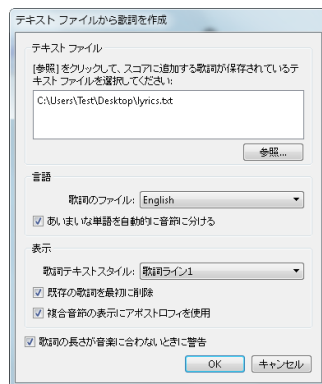 テキスト ファイルから歌詞を作成
テキスト ファイル
[参照] をクリックして、スコアに追加する歌詞が保存されているテ
キスト ファイルを選択してください:
C:\Users\Test\Desktop\lyrics.txt
参照...
言語
歌詞のファイル: English
あいまいな単語を自動的に音節に分ける
表示
歌詞テキストスタイル: 歌詞ライン1
既存の歌詞を最初に削除
複合音節の表示にアポストロフィを使用
歌詞の長さが音楽に合わないときに警告
OK キャンセル